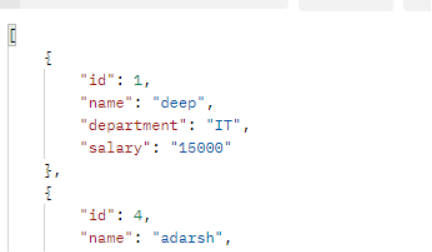 [
{
"id": 1,
"name": "deep",
"department": "IT",
"salary": "15000"
},
{
"id": 4,
"name": "adarsh",